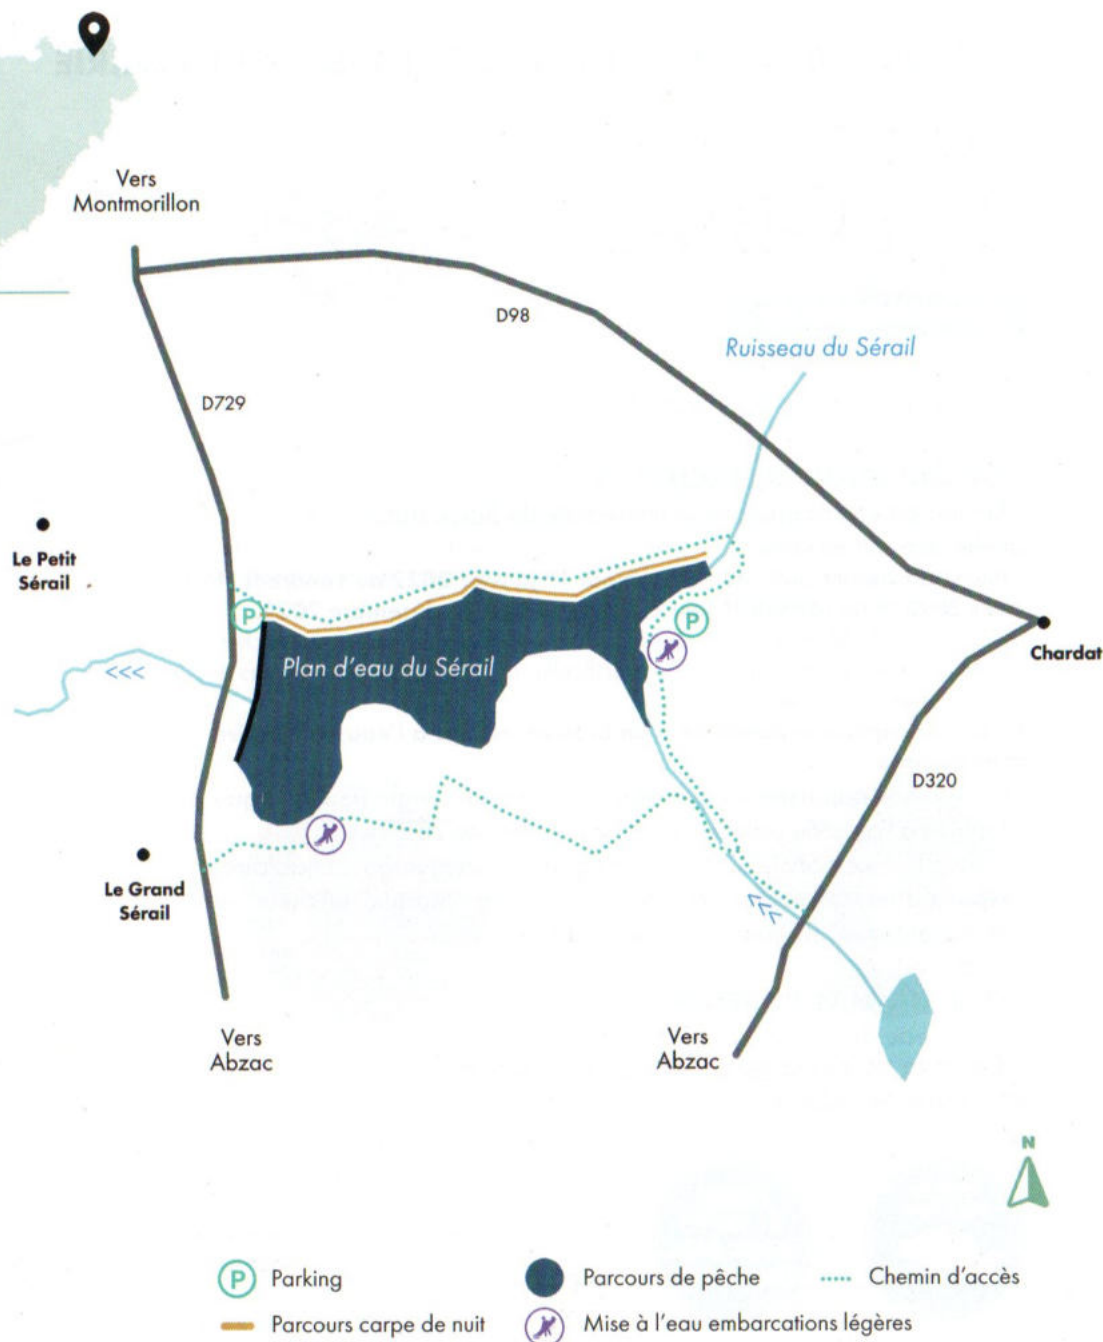 Vers
Montmorillon
D98
Ruisseau du Sérail
D729
Le Petit
Sérail
P
P
Plan d'eau du Sérail
Chardat
<<<
D320
Le Grand
Sérail
<<<
Vers
Abzac
Vers
Abzac
N
P Parking
Parcours de pêche
Chemin d'accès
Parcours carpe de nuit
Mise à l'eau embarcations légères